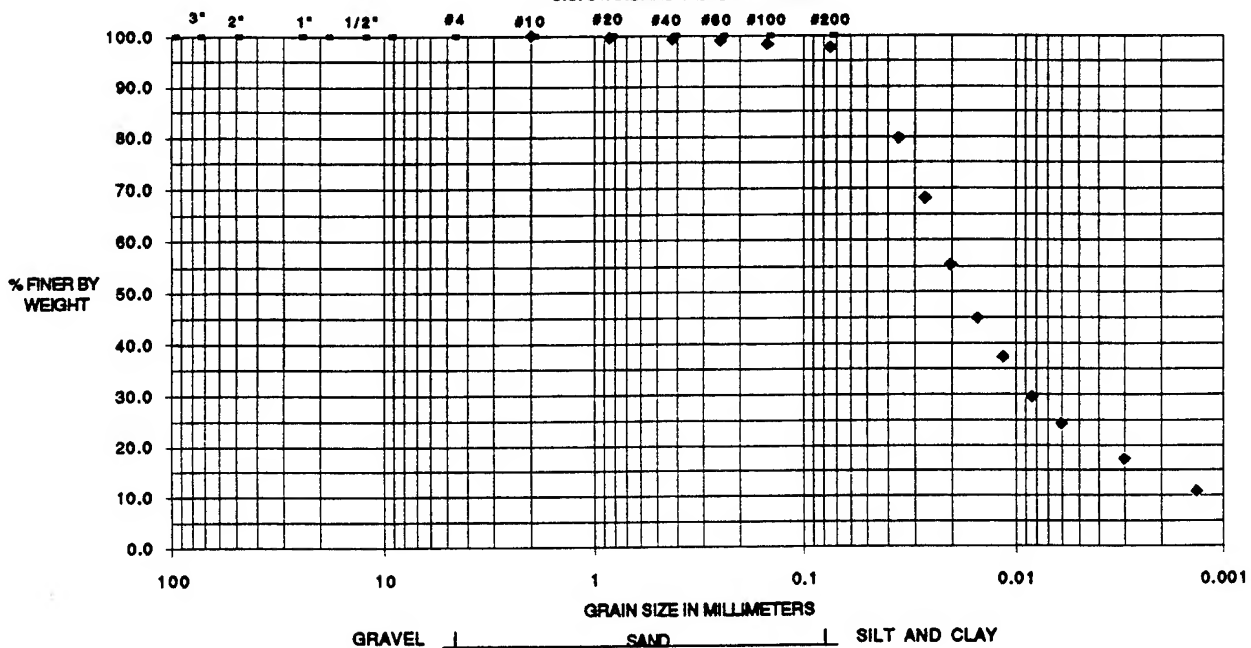 3" 2" 1" 1/2" #4 #10 #20 #40 #60 #100 #200
100.0
90.0
80.0
70.0
60.0
% FINER BY
WEIGHT
50.0
40.0
30.0
20.0
10.0
0.0
100 10 1 0.1 0.01 0.001
GRAIN SIZE IN MILLIMETERS
GRAVEL SAND SILT AND CLAY